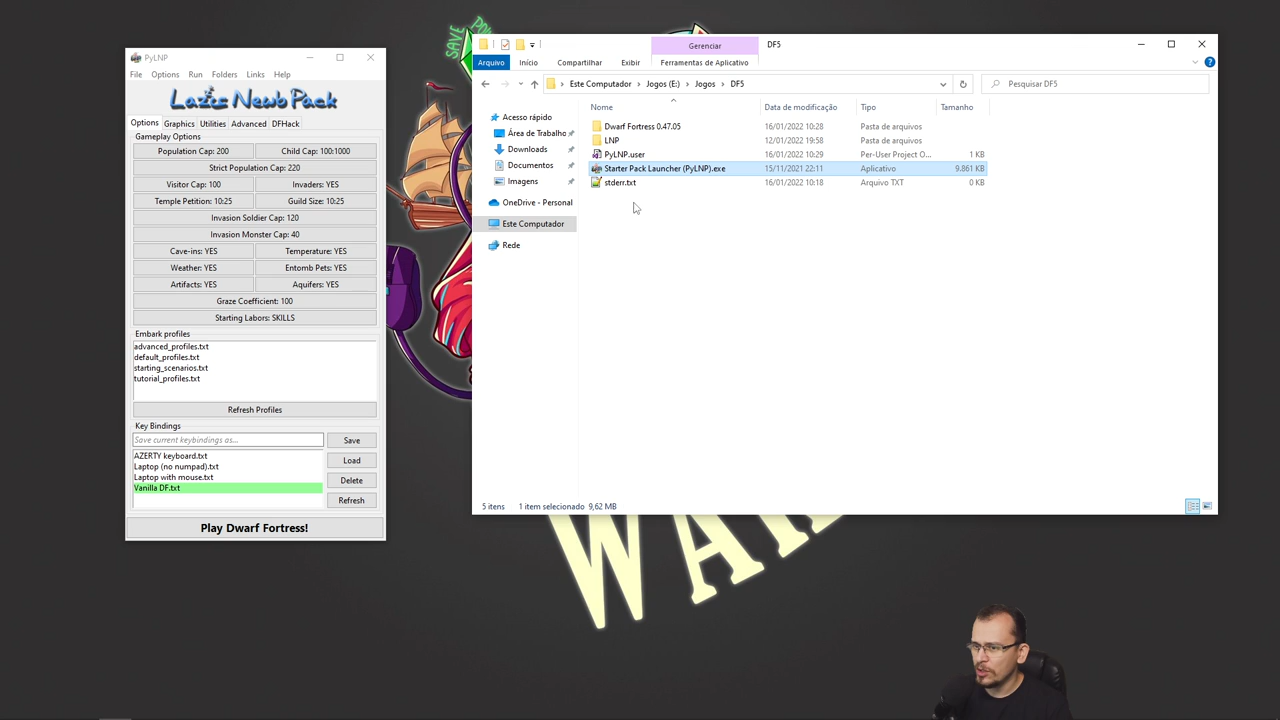 PyLNP
File Options Run Folders Links Help
Lazer Newb Pack
Options Graphics Utilities Advanced DFHack
Gameplay Options
Population Cap: 200 Child Cap: 100:1000
Strict Population Cap: 220
Visitor Cap: 100 Invaders: YES
Temple Petition: 10:25 Guild Size: 10:25
Invasion Soldier Cap: 120
Invasion Monster Cap: 40
Cave-ins: YES Temperature: YES
Weather: YES Entomb Pets: YES
Artifacts: YES Aquifers: YES
Graze Coefficient: 100
Starting Labors: SKILLS
Embark profiles
advanced_profiles.txt
default_profiles.txt
starting_scenarios.txt
tutorial_profiles.txt
Refresh Profiles
Key Bindings
Save current keybindings as... Save
AZERTY keyboard.txt
Laptop (no numpad).txt
Laptop with mouse.txt
Vanilla DF.txt
Load
Delete
Refresh
Play Dwarf Fortress!
SAVE
Gerenciar DF5
Arquivo Início Compartilhar Exibir Ferramentas de Aplicativo
Este Computador Jogos (E:) Jogos DF5
Pesquisar DF5
Acesso rápido
Área de Trabalho
Downloads
Documentos
Imagens
OneDrive - Personal
Este Computador
Rede
Nome Data de modificação Tipo Tamanho
Dwarf Fortress 0.47.05 16/01/2022 10:28 Pasta de arquivos
LNP 12/01/2022 19:58 Pasta de arquivos
PyLNP.user 16/01/2022 10:29 Per-User Project O... 1 KB
Starter Pack Launcher (PyLNP).exe 15/11/2021 22:11 Aplicativo 9.861 KB
stderr.txt 16/01/2022 10:18 Arquivo TXT 0 KB
5 itens 1 item selecionado 9,62 MB